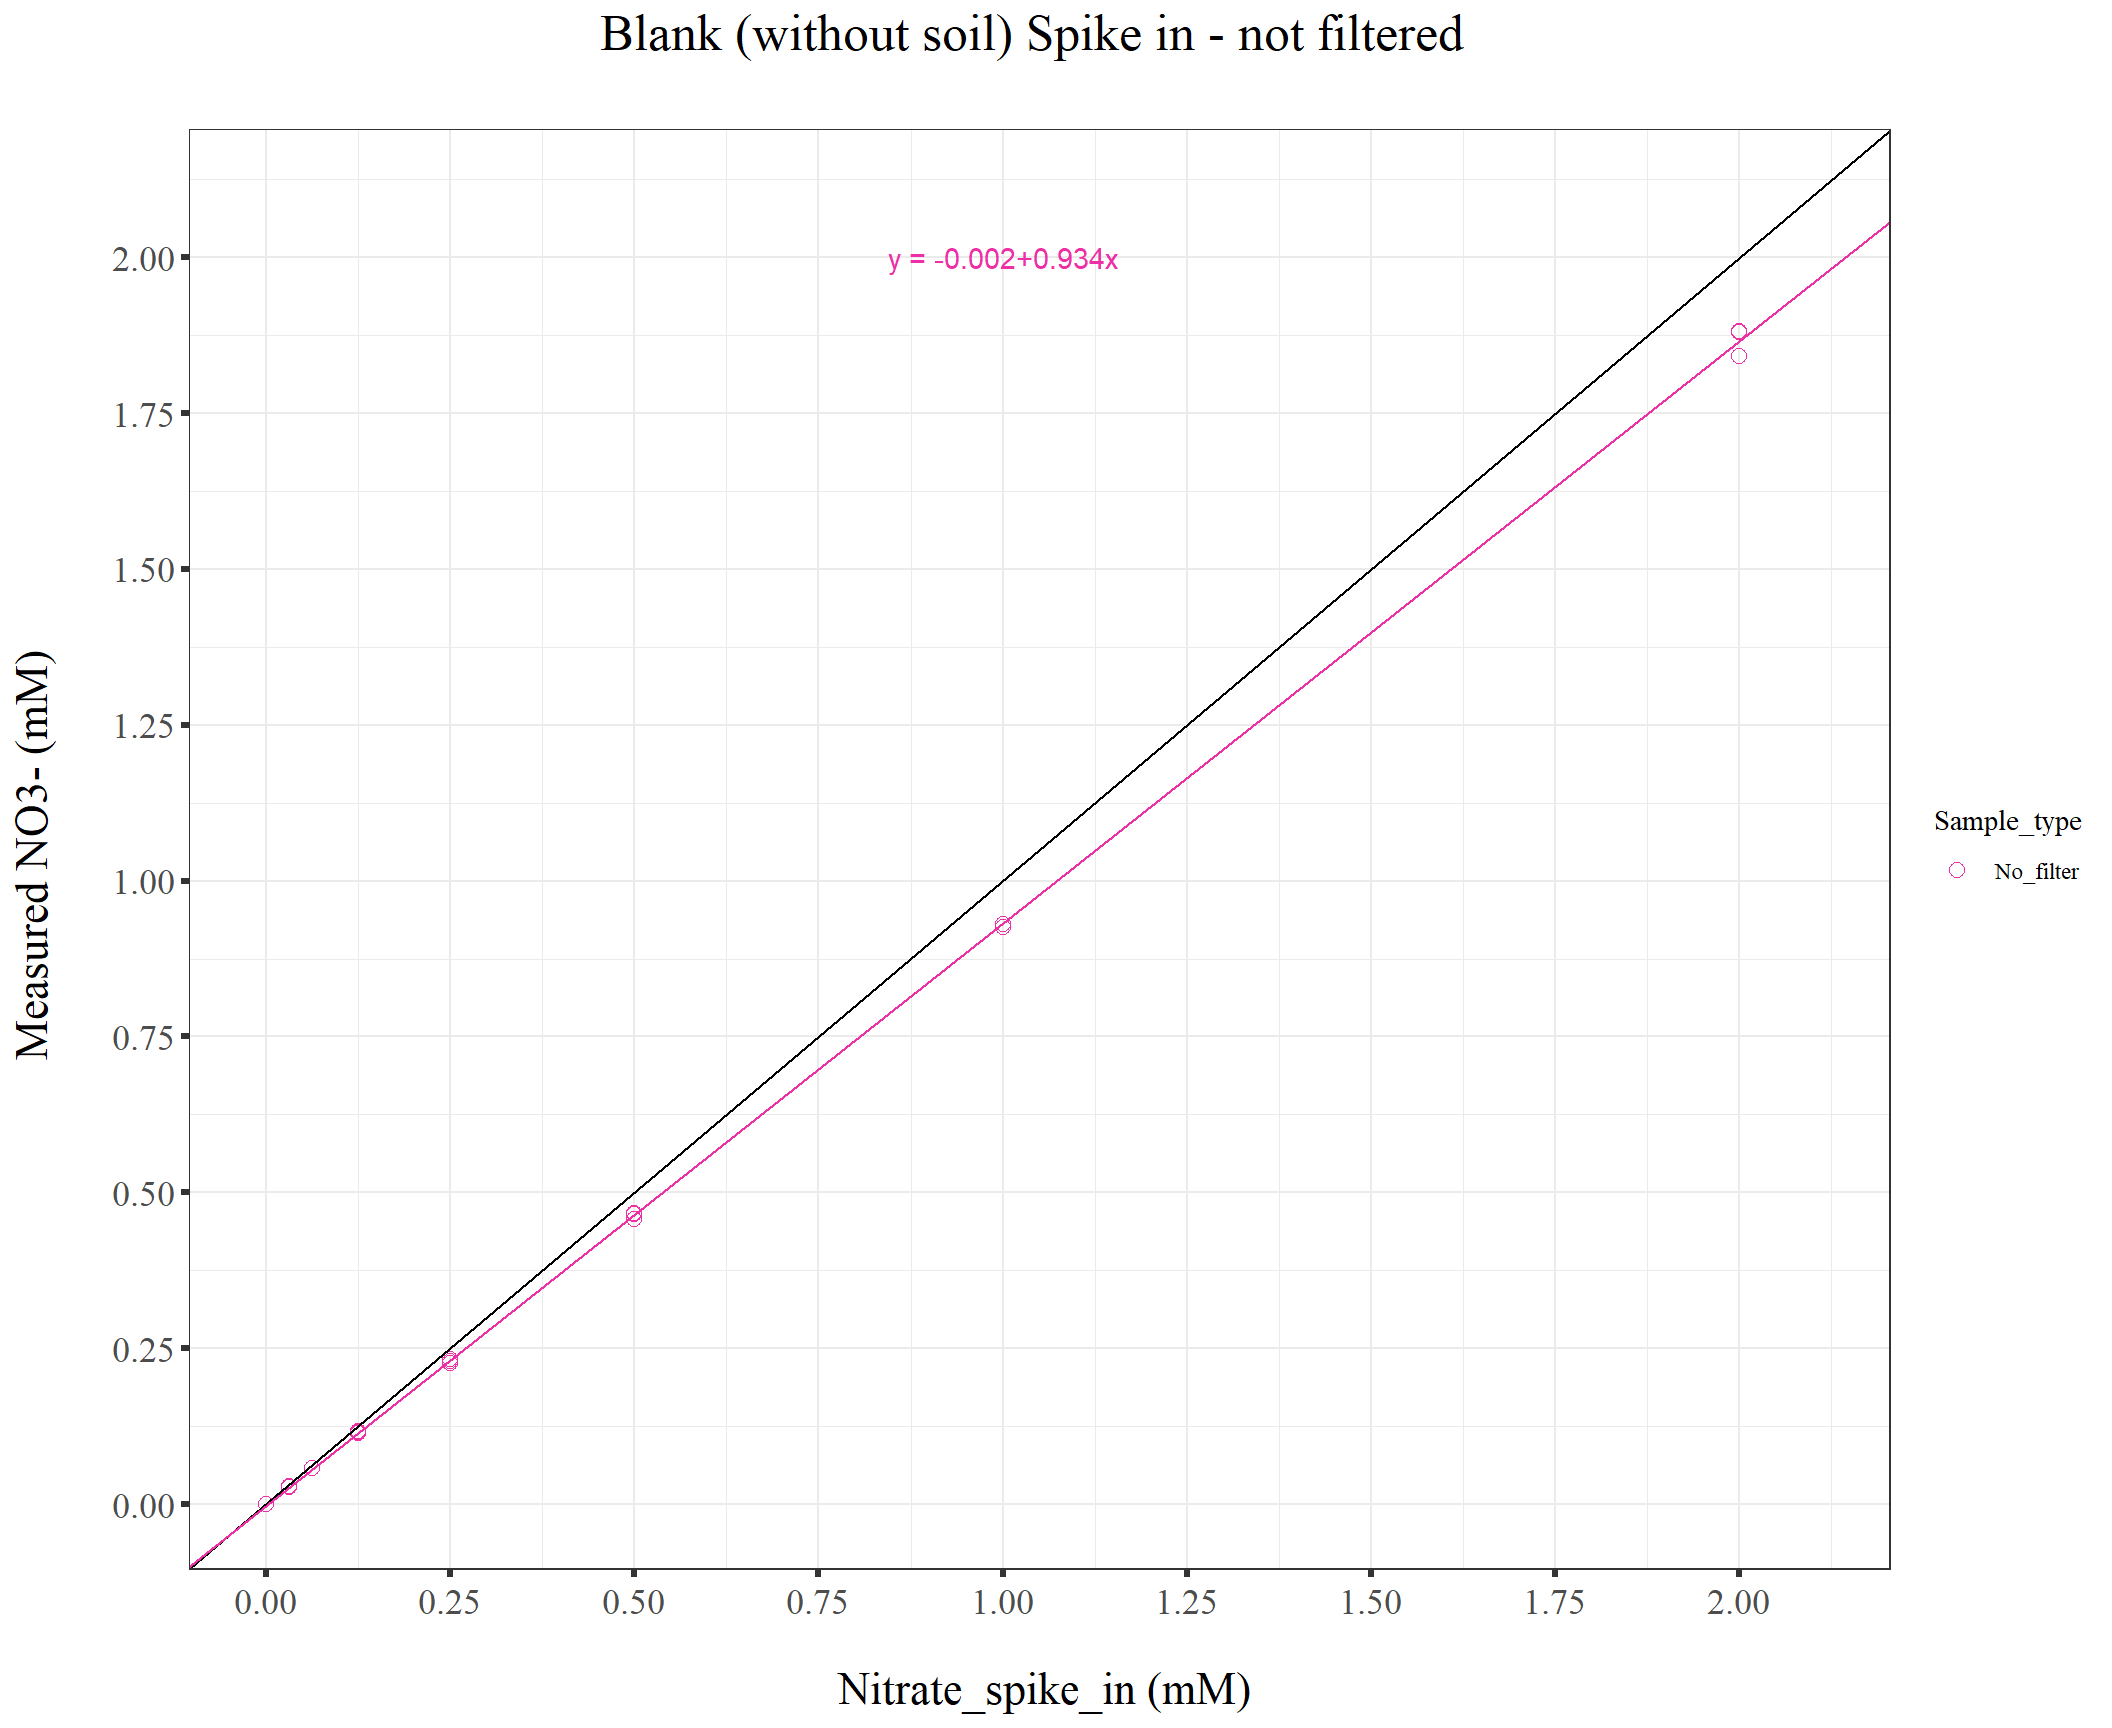 Blank (without soil) Spike in - not filtered
y = -0.002+0.934x
2.00
1.75
1.50
1.25
1.00
0.75
0.50
0.25
0.00
Measured NO3- (mM)
0.00 0.25 0.50 0.75 1.00 1.25 1.50 1.75 2.00
Nitrate_spike_in (mM)
Sample_type
No_filter